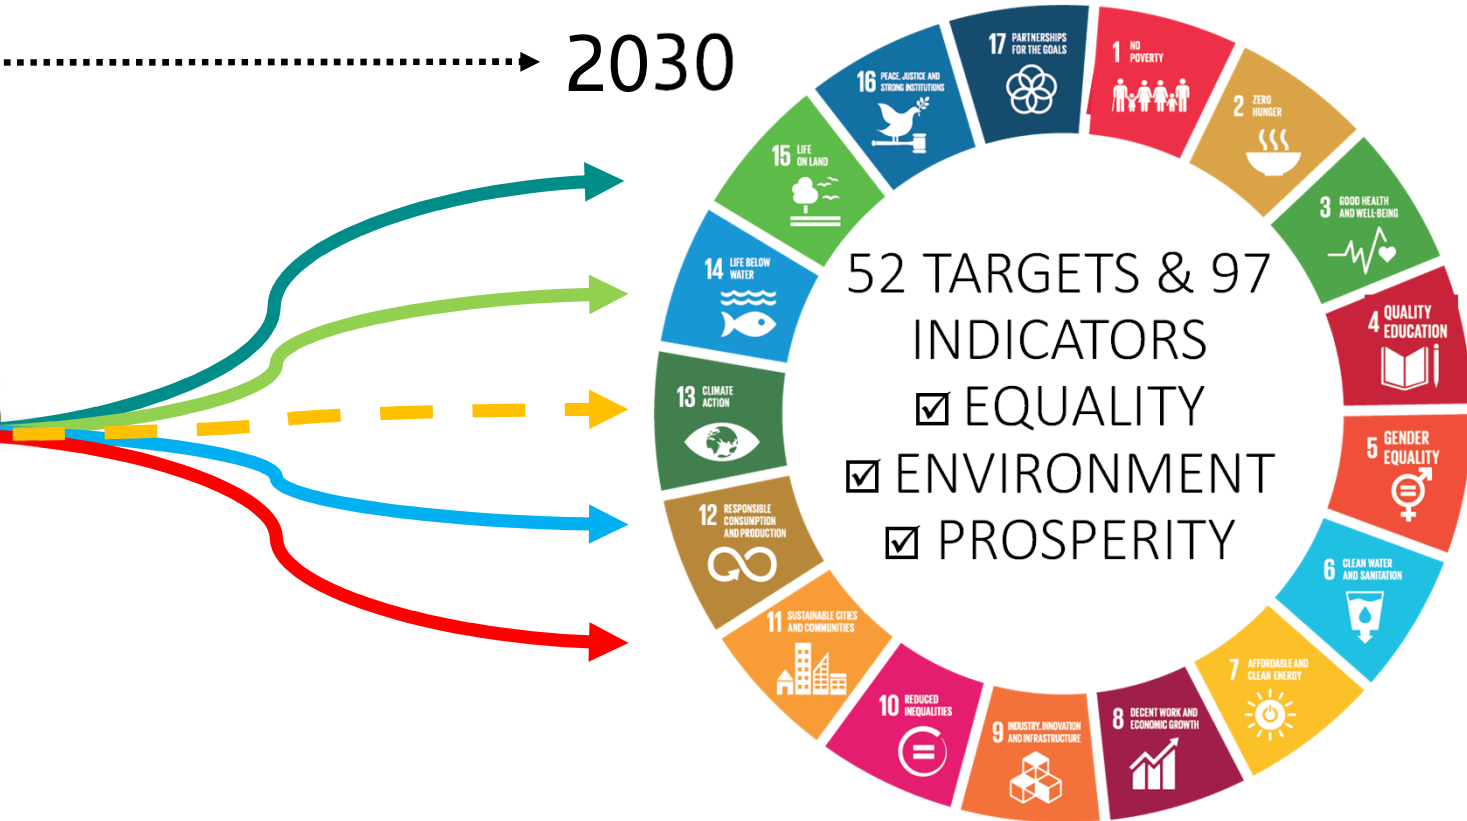 2030
52 TARGETS & 97
INDICATORS
☑ EQUALITY
☑ ENVIRONMENT
☑ PROSPERITY
1 NO
POVERTY
2 ZERO
HUNGER
3 GOOD HEALTH
AND WELL-BEING
4 QUALITY
EDUCATION
5 GENDER
EQUALITY
6 CLEAN WATER
AND SANITATION
7 AFFORDABLE AND
CLEAN ENERGY
8 DECENT WORK AND
ECONOMIC GROWTH
9 INDUSTRY, INNOVATION
AND INFRASTRUCTURE
10 REDUCED
INEQUALITIES
11 SUSTAINABLE CITIES
AND COMMUNITIES
12 RESPONSIBLE
CONSUMPTION
AND PRODUCTION
13 CLIMATE
ACTION
14 LIFE BELOW
WATER
15 LIFE
ON LAND
16 PEACE, JUSTICE AND
STRONG INSTITUTIONS
17 PARTNERSHIPS
FOR THE GOALS